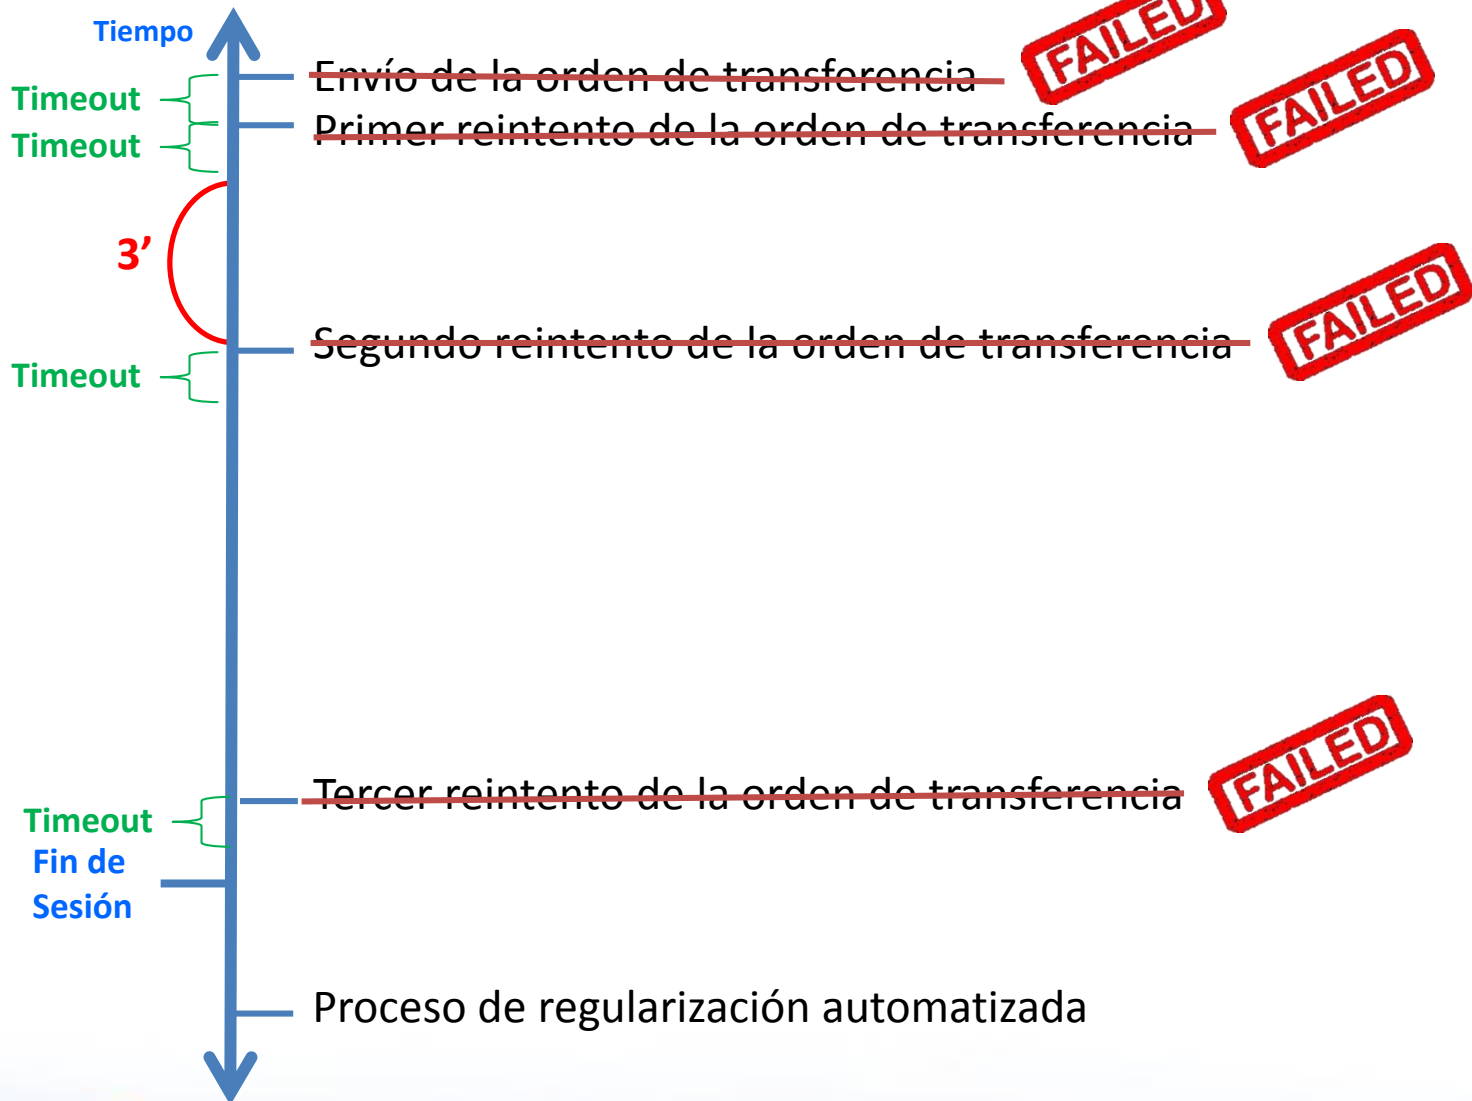 Tiempo
FAILED
Envío de la orden de transferencia
Timeout
FAILED
Primer reintento de la orden de transferencia
Timeout
3’
FAILED
Segundo reintento de la orden de transferencia
Timeout
FAILED
Tercer reintento de la orden de transferencia
Timeout
Fin de
Sesión
Proceso de regularización automatizada